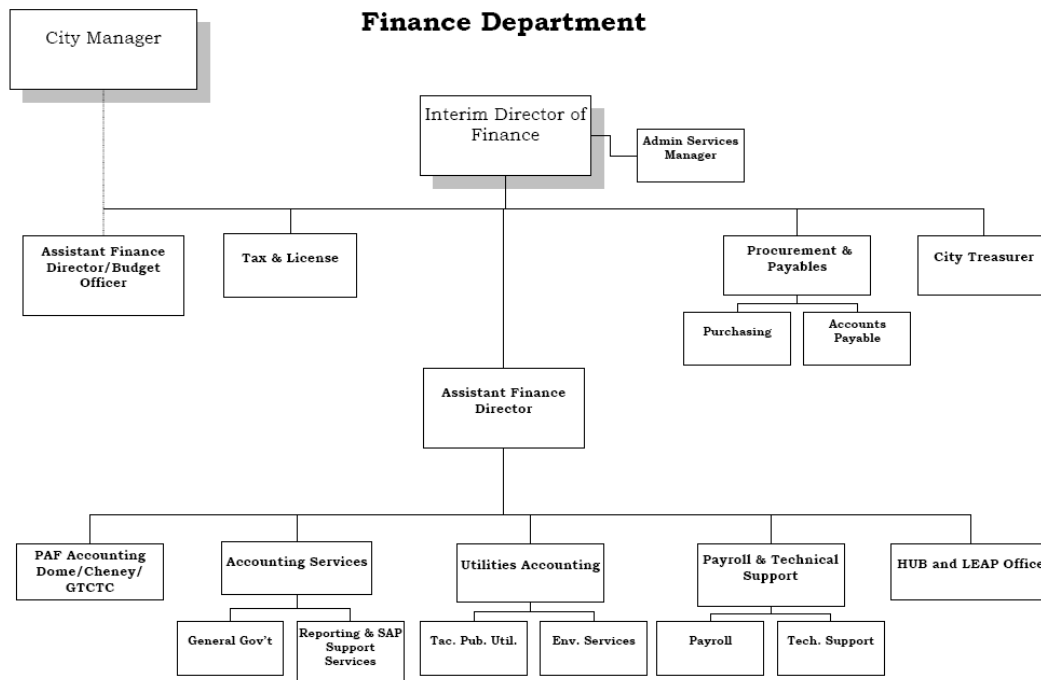 Finance Department
City Manager
Interim Director of
Finance
Admin Services
Manager
Assistant Finance
Director/Budget
Officer
Tax & License
Procurement &
Payables
City Treasurer
Purchasing
Accounts
Payable
Assistant Finance
Director
PAF Accounting
Dome/Cheney/
GTCTC
Accounting Services
Utilities Accounting
Payroll & Technical
Support
HUB and LEAP Office
General Gov't
Reporting & SAP
Support
Services
Tac. Pub. Util.
Env. Services
Payroll
Tech. Support